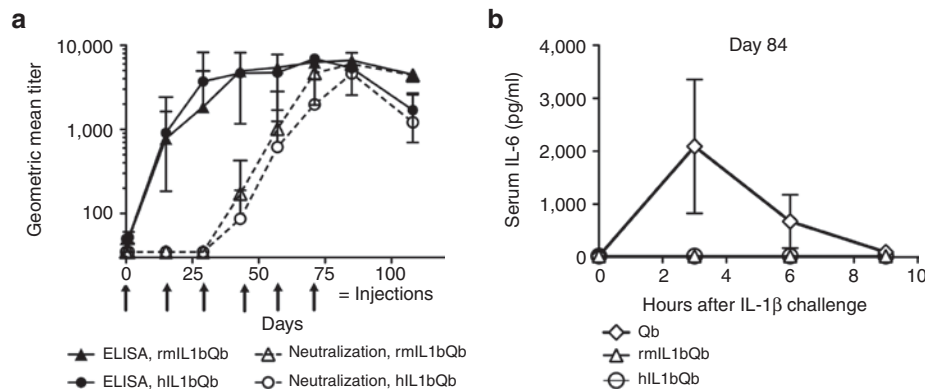 a
10,000
1,000
100
Geometric mean titer
0 25 50 75 100
= Injections
Days
ELISA, rmIL1bQb
Neutralization, rmIL1bQb
ELISA, hIL1bQb
Neutralization, hIL1bQb
b
Day 84
4,000
3,000
2,000
1,000
0
Serum IL-6 (pg/ml)
0 2 4 6 8 10
Hours after IL-1β challenge
Qb
rmIL1bQb
hIL1bQb